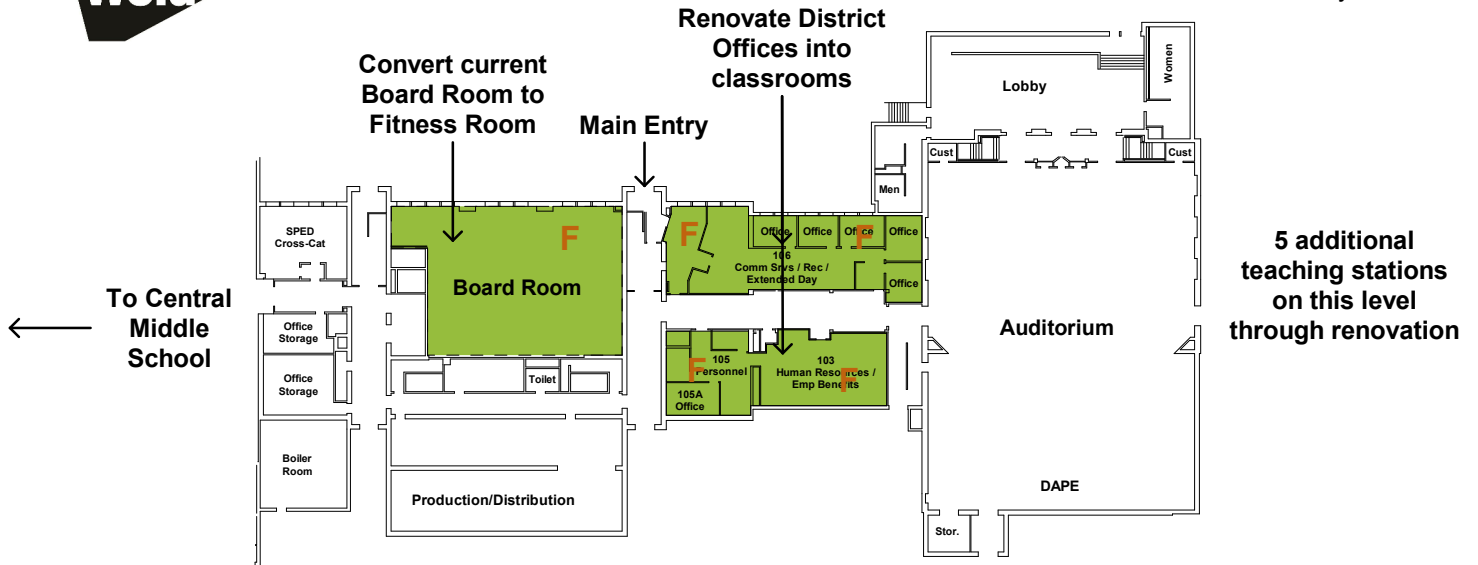 Renovate District
Offices into
classrooms
Convert current
Board Room to
Fitness Room
Main Entry
Lobby
Women
Cust
Cust
Men
SPED
Cross-Cat
F
F
Office
Office
Office
F
Office
106
Comm Srvs / Rec /
Extended Day
Office
Board Room
To Central
Middle
School
Office
Storage
Office
Storage
Auditorium
5 additional
teaching stations
on this level
through renovation
105
Personnel
F
103
Human Resources /
Emp Benefits
F
105A
Office
Toilet
Boiler
Room
Production/Distribution
DAPE
Stor.